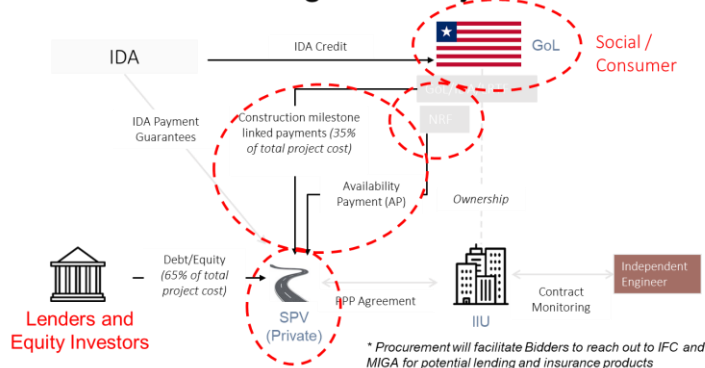 IDA
IDA Credit
GoL
Social /
Consumer
NRF
IDA Payment
Guarantees
Construction milestone
linked payments (35%
of total project cost)
Availability
Payment (AP)
Ownership
Debt/Equity
(65% of total
project cost)
Lenders and
Equity Investors
SPV
(Private)
PPP Agreement
IIU
Contract
Monitoring
Independent
Engineer
* Procurement will facilitate Bidders to reach out to IFC and
MIGA for potential lending and insurance products